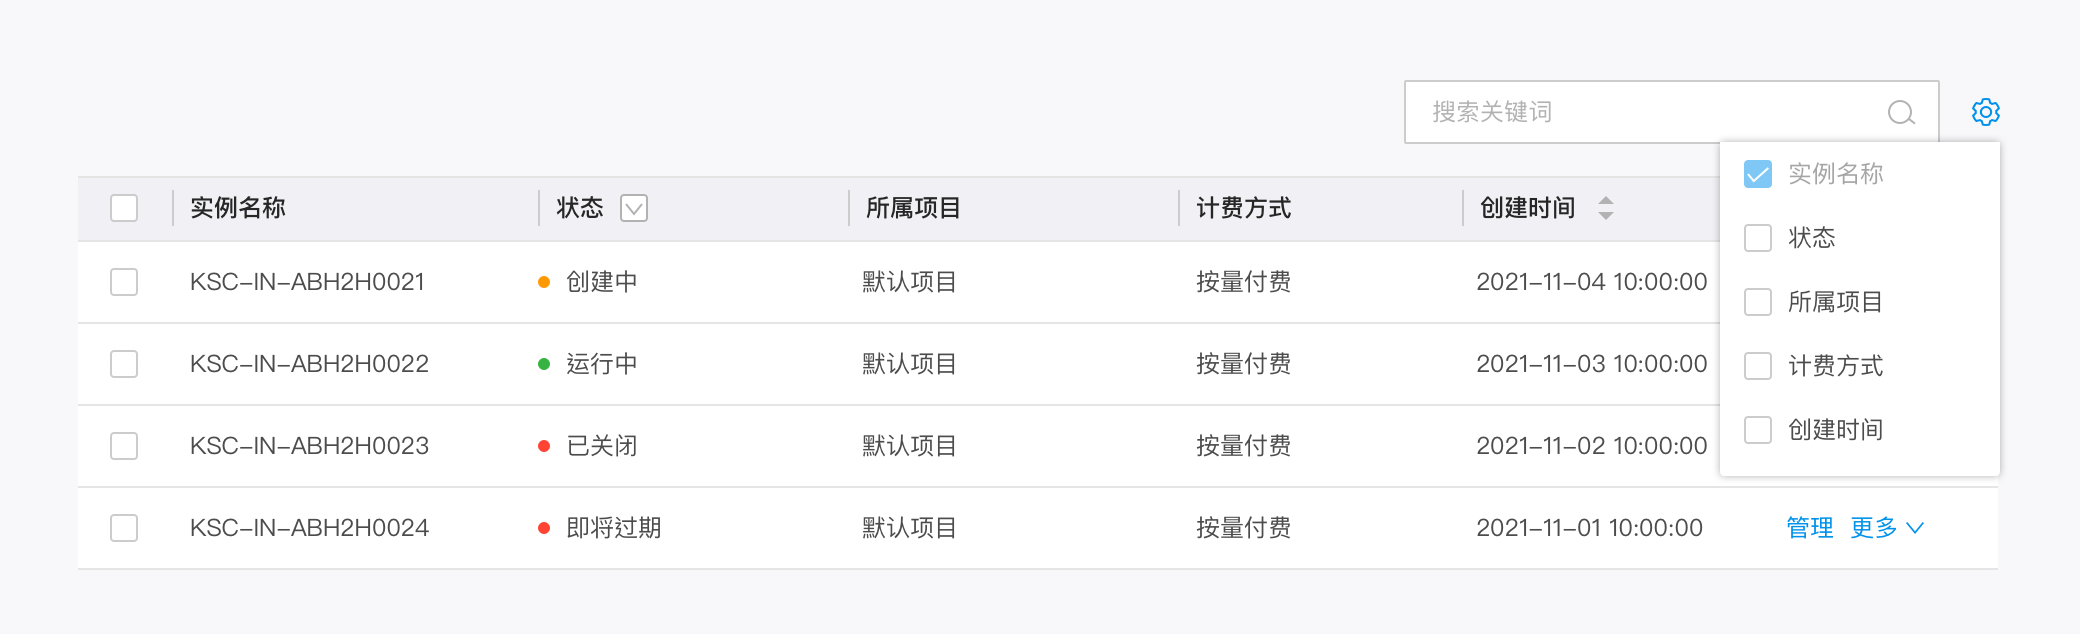 搜索关键词
实例名称 状态 所属项目 计费方式 创建时间
KSC-IN-ABH2H0021 创建中 默认项目 按量付费 2021-11-04 10:00:00
KSC-IN-ABH2H0022 运行中 默认项目 按量付费 2021-11-03 10:00:00
KSC-IN-ABH2H0023 已关闭 默认项目 按量付费 2021-11-02 10:00:00
KSC-IN-ABH2H0024 即将过期 默认项目 按量付费 2021-11-01 10:00:00 管理 更多
实例名称
状态
所属项目
计费方式
创建时间